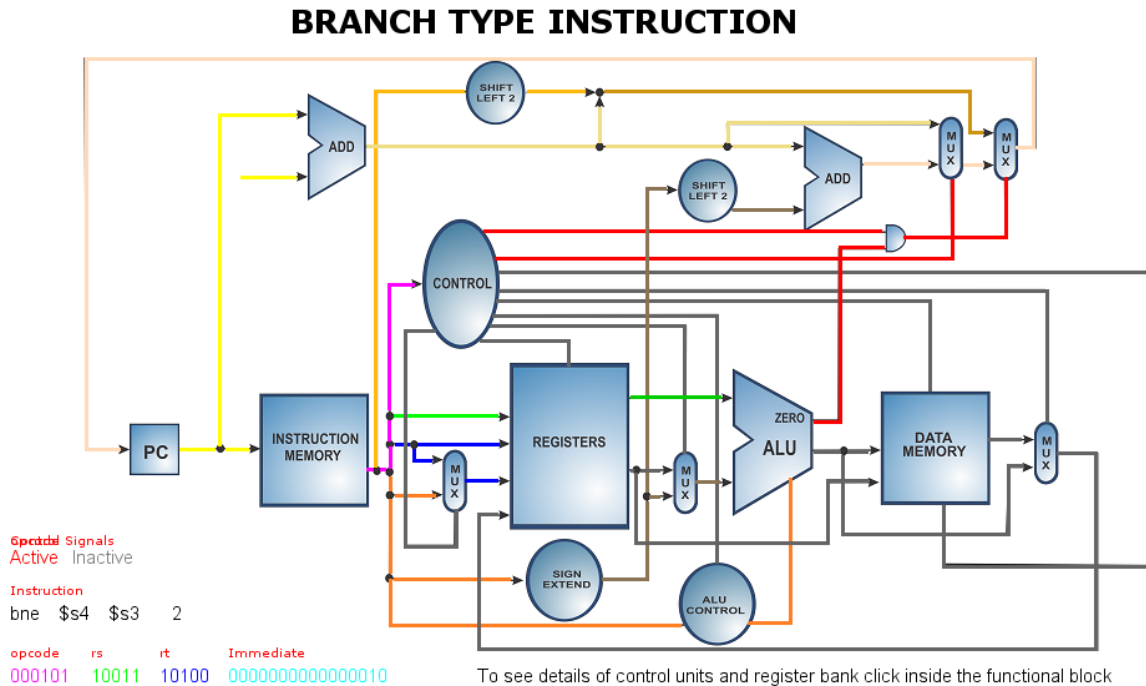 BRANCH TYPE INSTRUCTION
SHIFT
LEFT 2
ADD
MUX
MUX
SHIFT
LEFT 2
ADD
CONTROL
PC
INSTRUCTION
MEMORY
MUX
REGISTERS
MUX
ZERO
ALU
DATA
MEMORY
MUX
SIGN
EXTEND
ALU
CONTROL
Signals
Active Inactive
Instruction
bne $s4 $s3 2
opcode rs rt Immediate
000101 10011 10100 0000000000000010
To see details of control units and register bank click inside the functional block